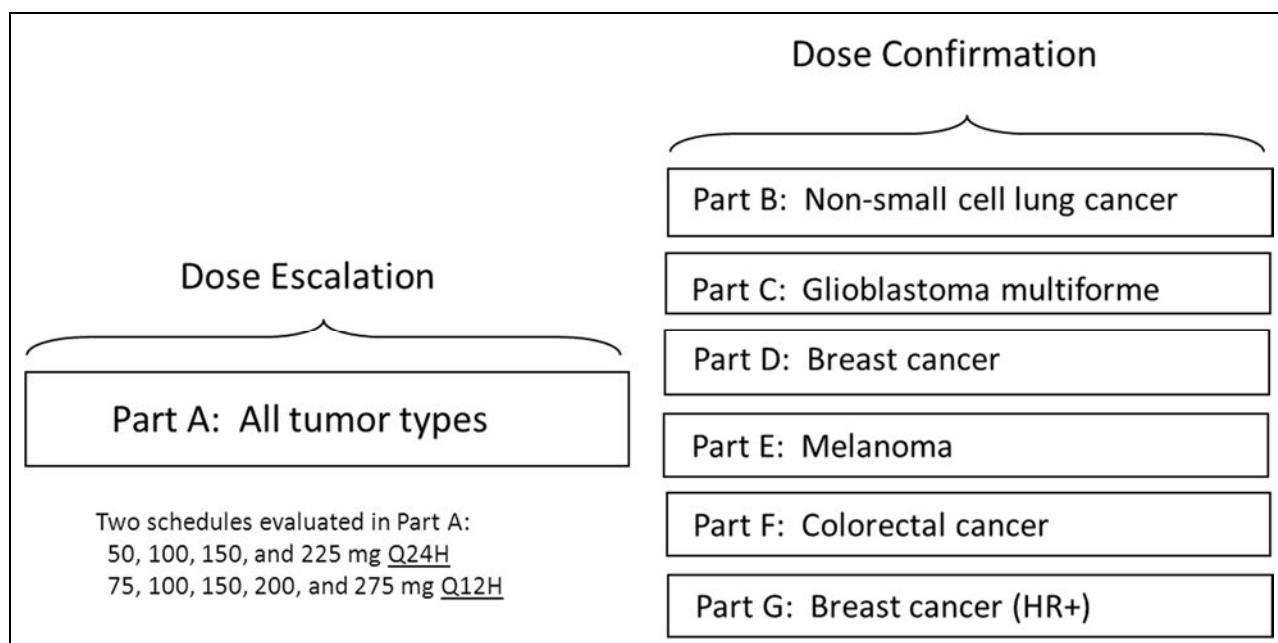 Dose Escalation
Part A:  All tumor types
Two schedules evaluated in Part A:
50, 100, 150, and 225 mg Q24H
75, 100, 150, 200, and 275 mg Q12H
Dose Confirmation
Part B:  Non-small cell lung cancer
Part C:  Glioblastoma multiforme
Part D:  Breast cancer
Part E:  Melanoma
Part F:  Colorectal cancer
Part G:  Breast cancer (HR+)